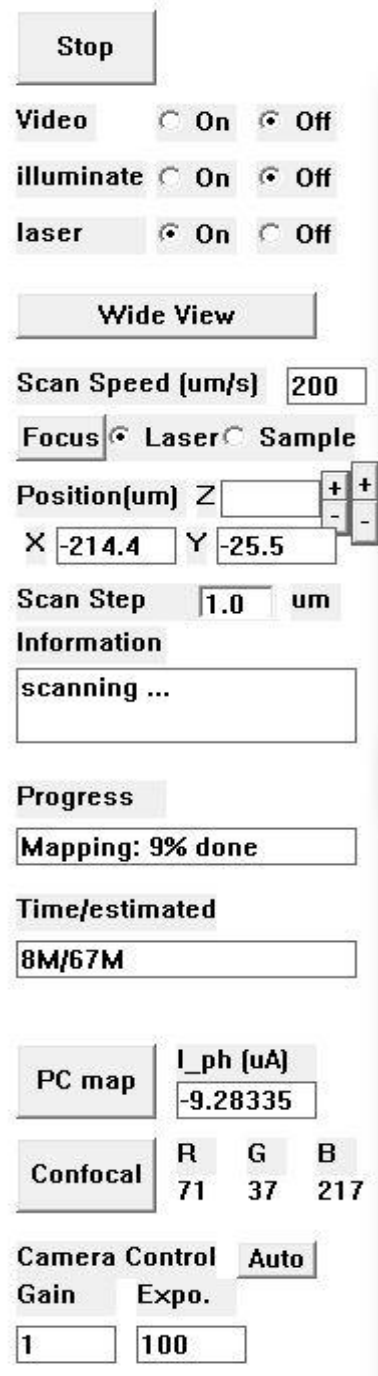 Stop
Video On Off
illuminate On Off
laser On Off
Wide View
Scan Speed (um/s) 200
Focus Laser Sample
Position(um) Z + +
- -
X -214.4 Y -25.5
Scan Step 1.0 um
Information
scanning ...
Progress
Mapping: 9% done
Time/estimated
8M/67M
PC map I_ph (uA)
-9.28335
Confocal R G B
71 37 217
Camera Control Auto
Gain Expo.
1 100